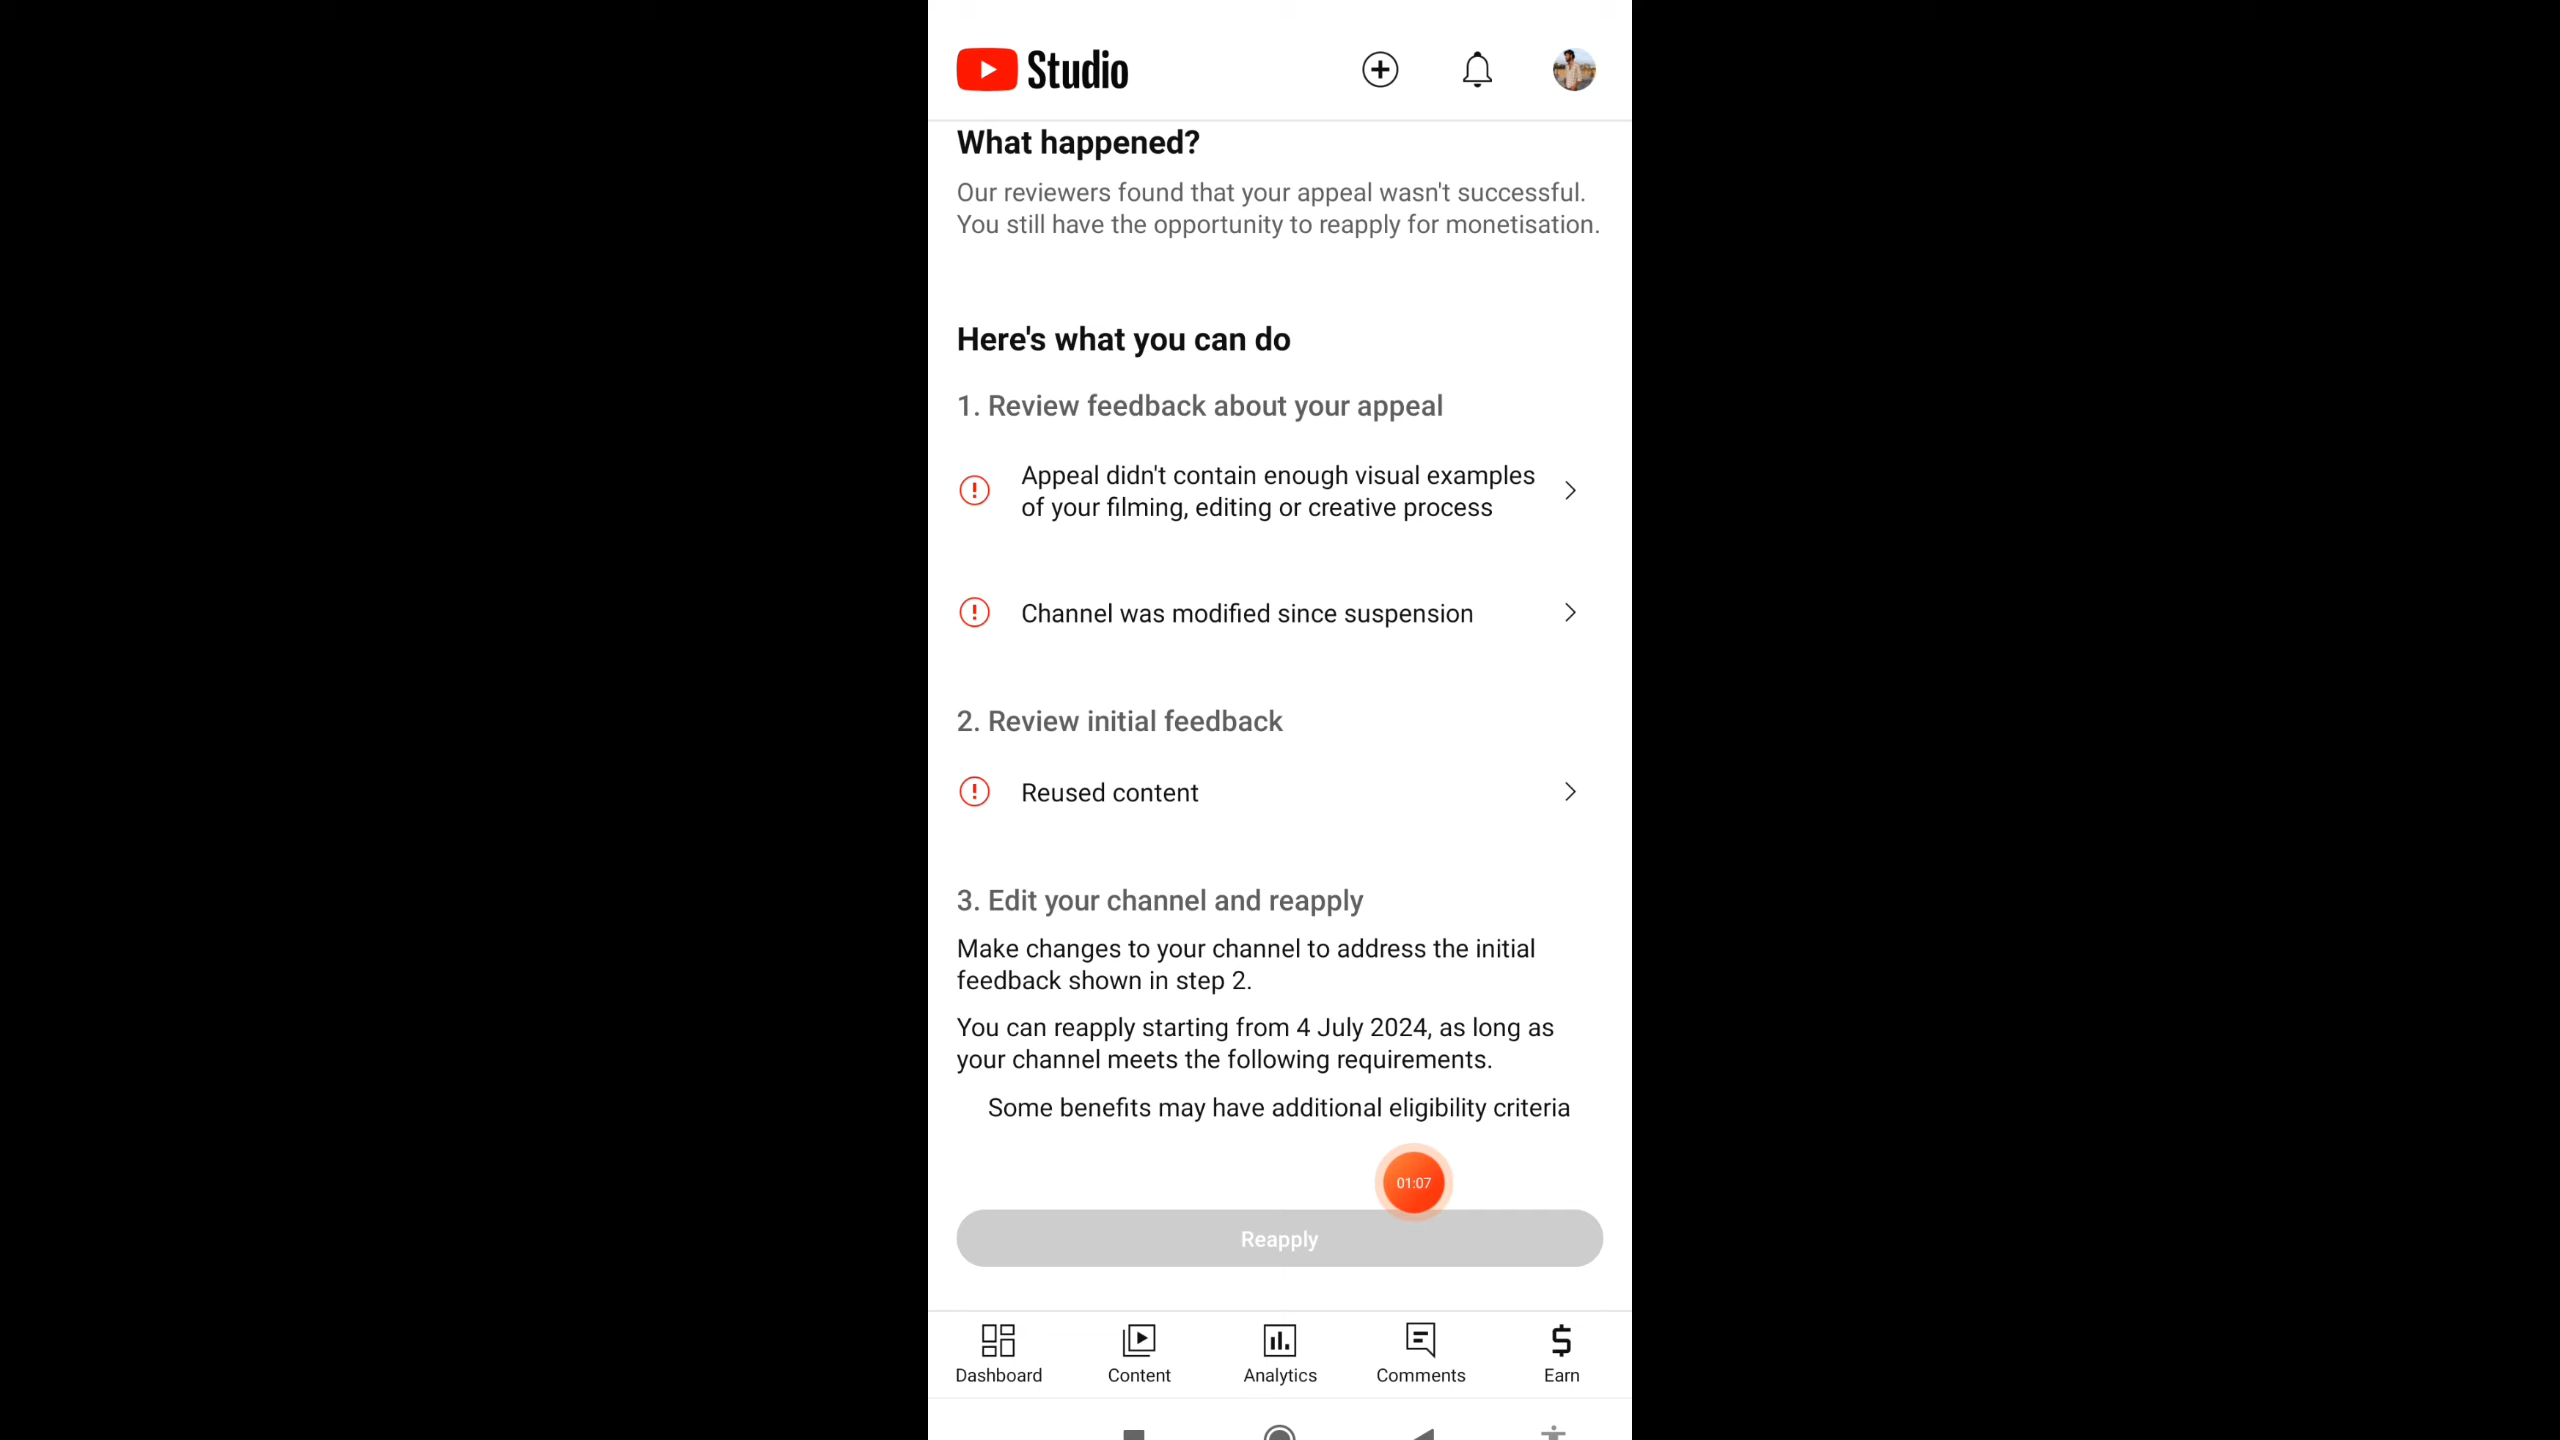 Studio
What happened?
Our reviewers found that your appeal wasn't successful.
You still have the opportunity to reapply for monetisation.
Here's what you can do
1. Review feedback about your appeal
Appeal didn't contain enough visual examples
of your filming, editing or creative process
Channel was modified since suspension
2. Review initial feedback
Reused content
3. Edit your channel and reapply
Make changes to your channel to address the initial
feedback shown in step 2.
You can reapply starting from 4 July 2024, as long as
your channel meets the following requirements.
Some benefits may have additional eligibility criteria
01:07
Reapply
Dashboard Content Analytics Comments Earn